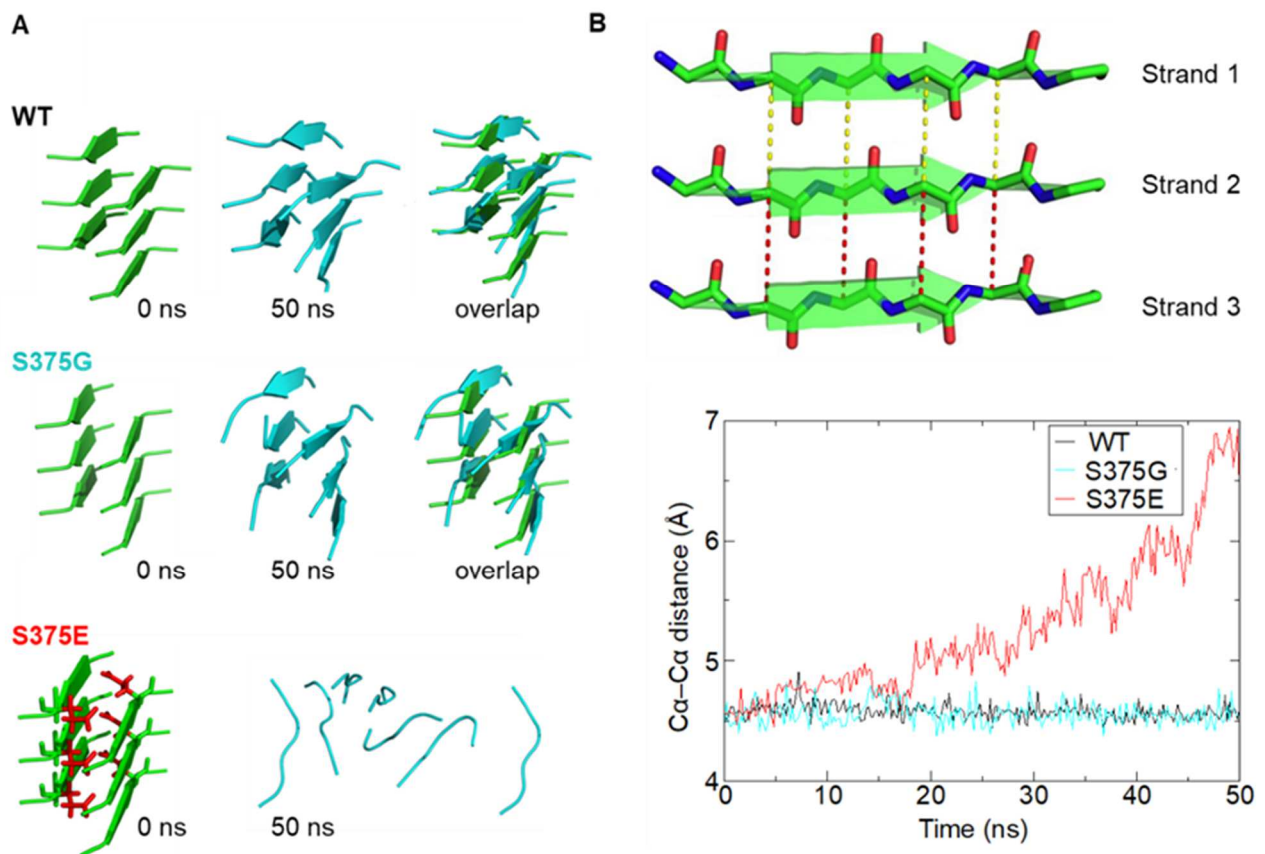 A
WT
0 ns
50 ns
overlap
S375G
0 ns
50 ns
overlap
S375E
0 ns
50 ns
B
Strand 1
Strand 2
Strand 3
7
6
5
4
Cα–Cα distance (Å)
WT
S375G
S375E
0
10
20
30
40
50
Time (ns)